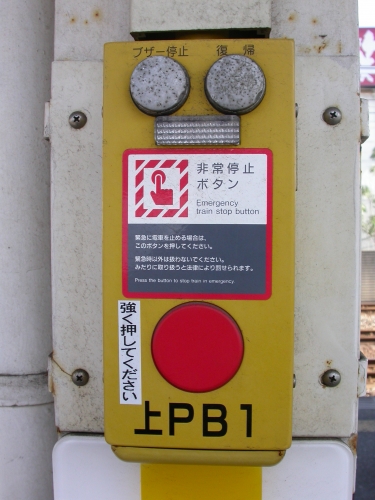 ブザー停止 復帰
非常停止
ボタン
Emergency
train stop button
緊急に電車を止める場合は、
このボタンを押してください。
緊急時以外は扱わないでください。
みだりに取り扱うと法律により罰せられます。
Press the button to stop train in emergency.
強く押してください
上PB1